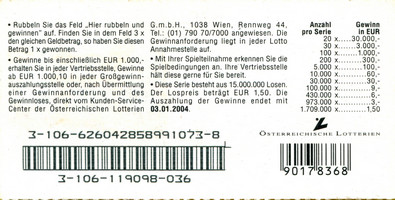 • Rubbeln Sie das Feld „Hier rubbeln und
gewinnen" auf. Finden Sie in dem Feld 3 x
den gleichen Geldbetrag, so haben Sie diesen
Betrag 1 x gewonnen.
• Gewinne bis einschließlich EUR 1.000,-
erhalten Sie in jeder Vertriebsstelle, Gewinne
ab EUR 1.000,10 in jeder Großgewinn-
auszahlungsstelle oder, nach Übermittlung
einer Gewinnanforderung und des
Gewinnloses, direkt vom Kunden-Service-
Center der Österreichischen Lotterien
G.m.b.H., 1038 Wien, Rennweg 44,
Tel.: (01) 790 70/7000 angewiesen. Die
Gewinnanforderung liegt in jeder Lotto
Annahmestelle auf.
• Mit Ihrer Spielteilnahme erkennen Sie die
Spielbedingungen an. Ihre Vertriebsstelle
hält diese gerne für Sie bereit.
• Diese Serie besteht aus 15.000.000 Losen.
Der Lospreis beträgt EUR 1,50. Die
Auszahlung der Gewinne endet mit
03.01.2004.
Anzahl pro Serie Gewinn in EUR
20 x 30.000,-
30 x 3.000,-
100 x 1.000,-
200 x 300,-
5.000 x 100,-
10.000 x 60,-
30.000 x 30,-
100.000 x 9,-
430.000 x 6,-
973.000 x 3,-
1.709.000 x 1,50
3-106-6260428589910 73-8
3-106-119098-036
ÖSTERREICHISCHE LOTTERIEN
90178368